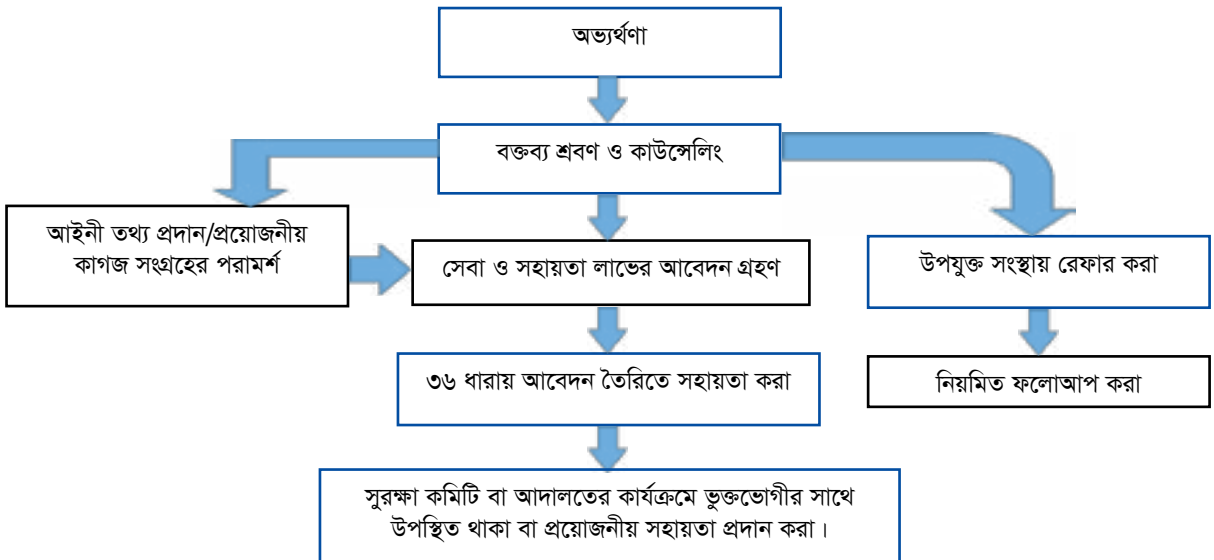 অভ্যর্থণা
বক্তব্য শ্রবণ ও কাউন্সেলিং
আইনী তথ্য প্রদান/প্রয়োজনীয়
কাগজ সংগ্রহের পরামর্শ
সেবা ও সহায়তা লাভের আবেদন গ্রহণ
উপযুক্ত সংস্থায় রেফার করা
৩৬ ধারায় আবেদন তৈরিতে সহায়তা করা
নিয়মিত ফলোআপ করা
সুরক্ষা কমিটি বা আদালতের কার্যক্রমে ভুক্তভোগীর সাথে
উপস্থিত থাকা বা প্রয়োজনীয় সহায়তা প্রদান করা।